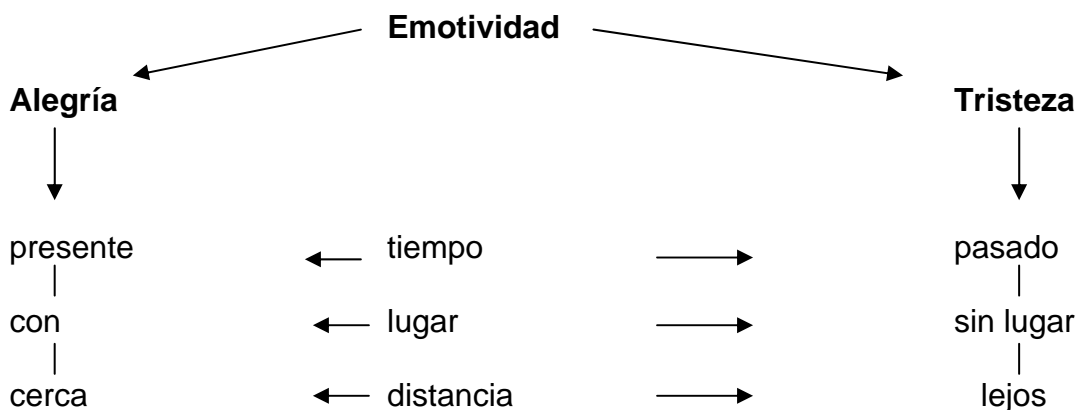 Emotividad
Alegría Tristeza
presente tiempo pasado
con lugar sin lugar
cerca distancia lejos